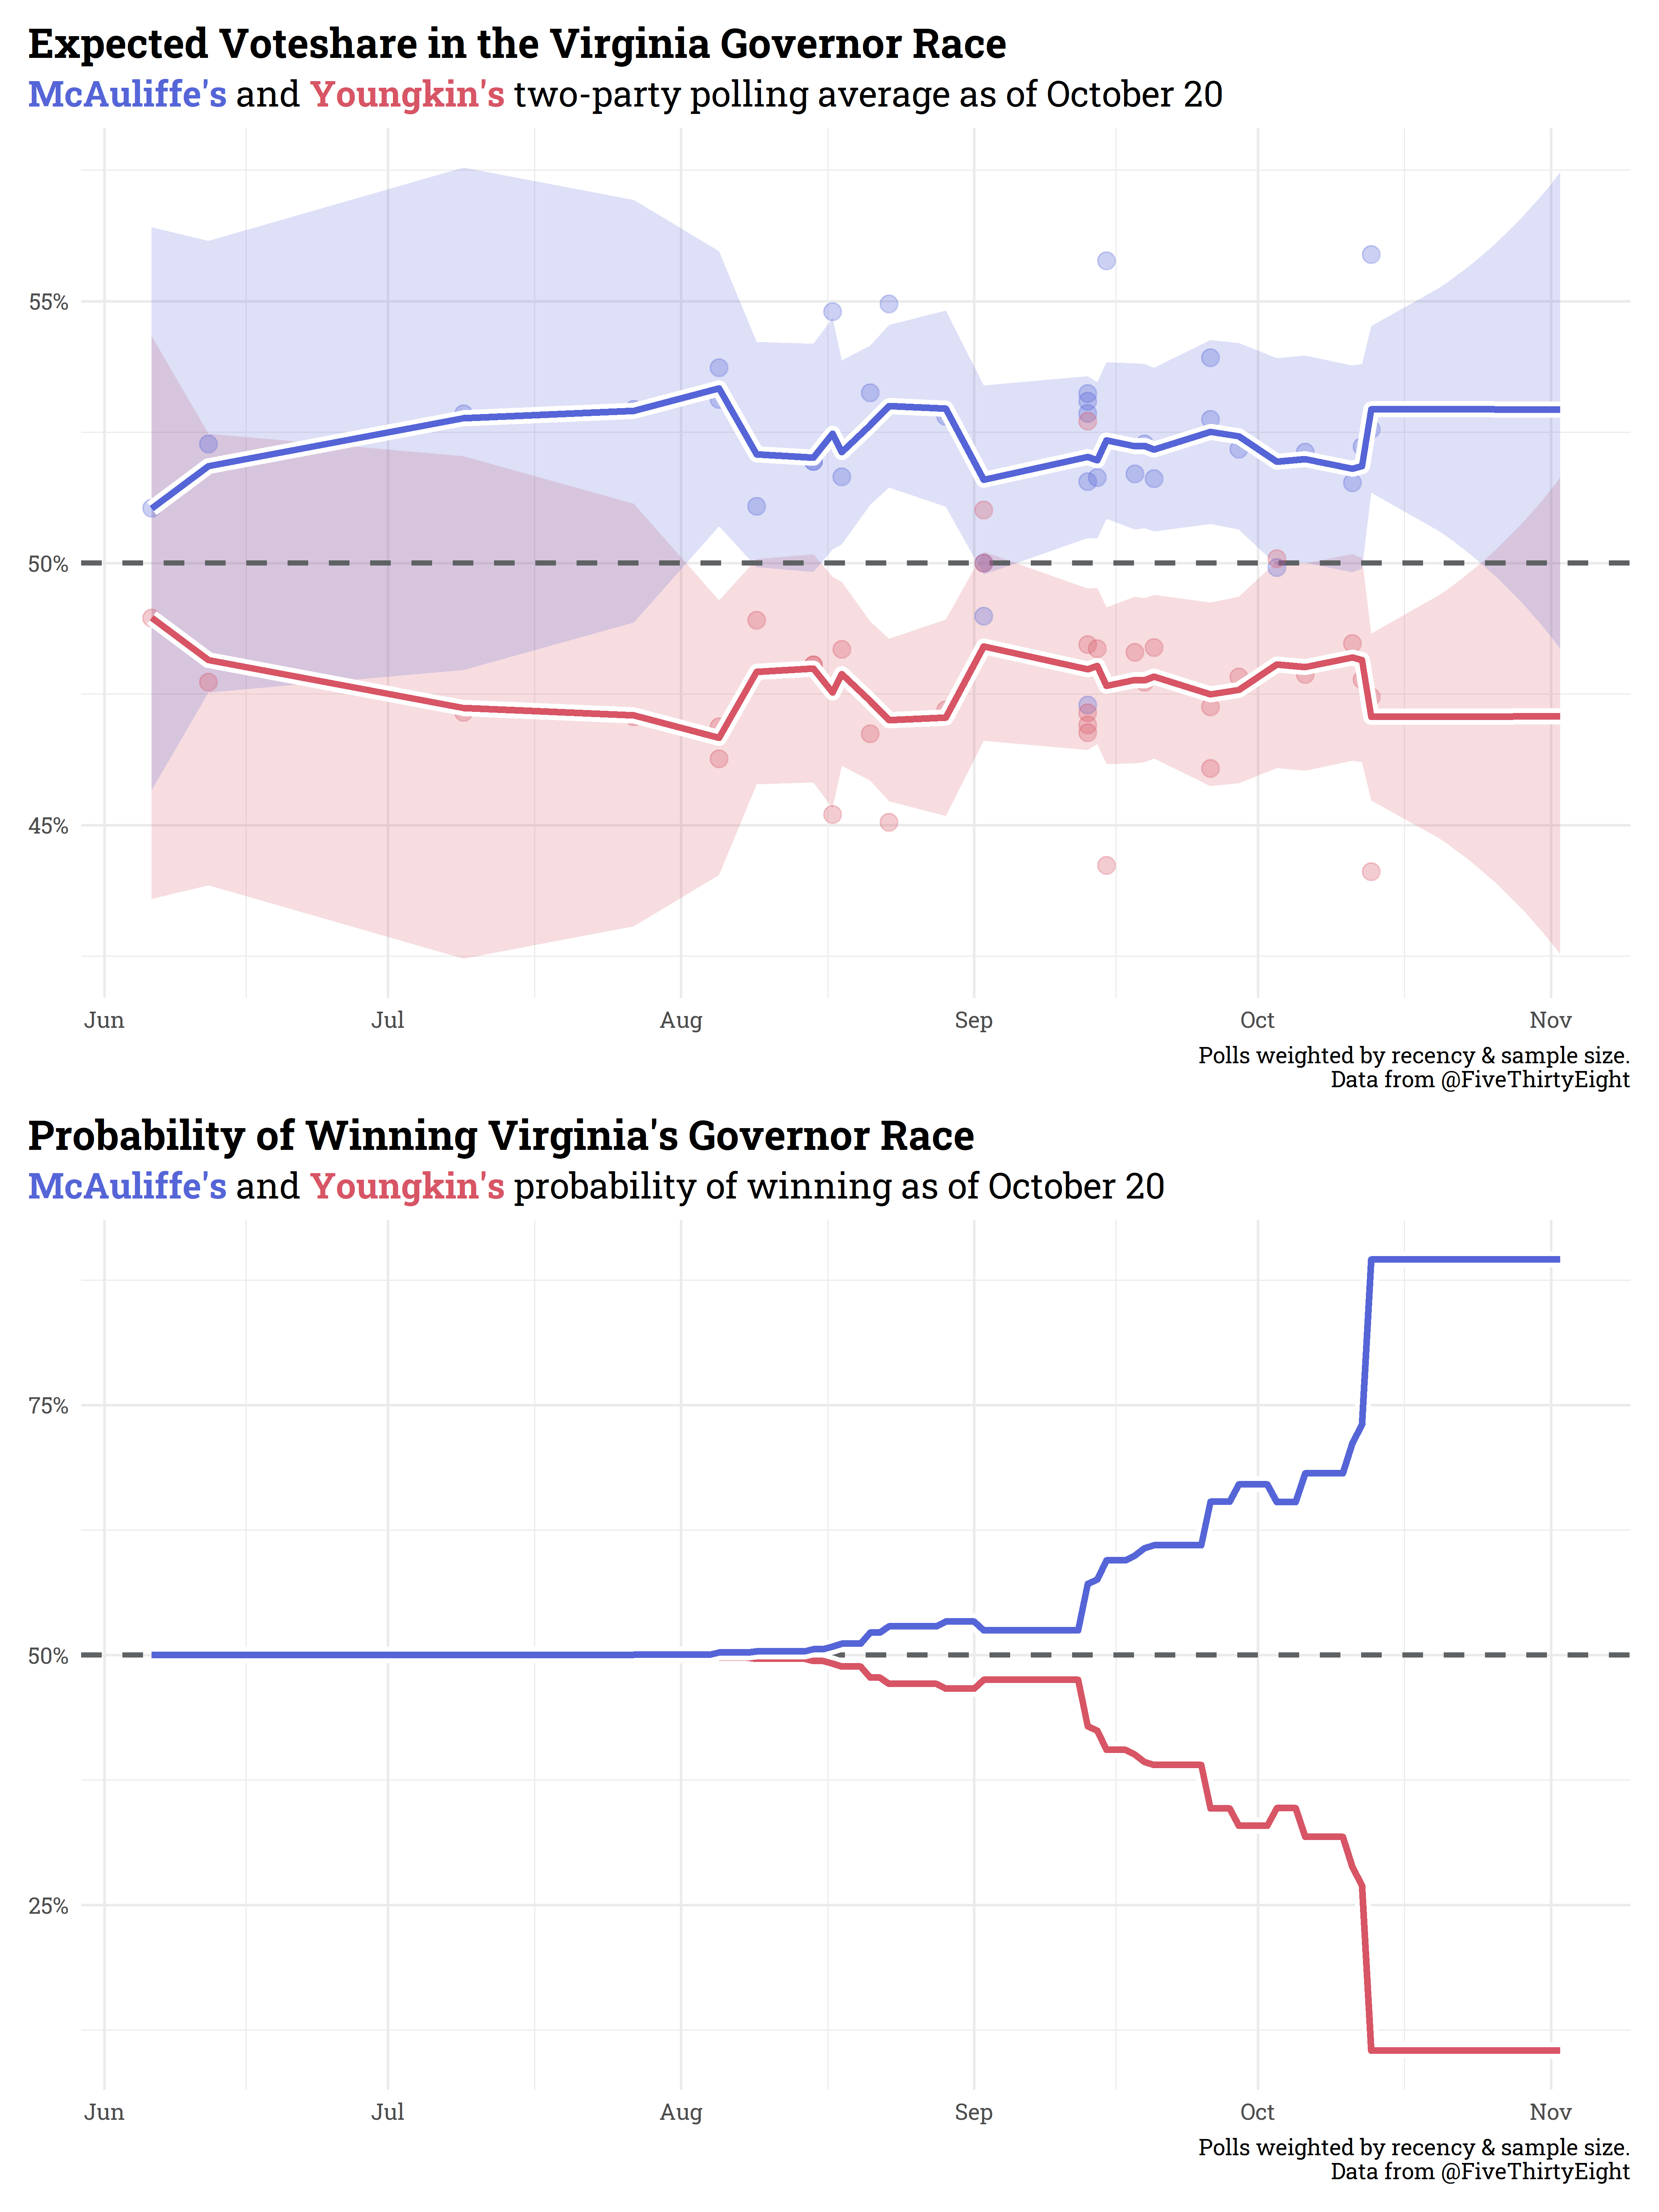 Expected Voteshare in the Virginia Governor Race
McAuliffe's and Youngkin's two-party polling average as of October 20
55%
50%
45%
Jun Jul Aug Sep Oct Nov
Polls weighted by recency & sample size.
Data from @FiveThirtyEight
Probability of Winning Virginia's Governor Race
McAuliffe's and Youngkin's probability of winning as of October 20
75%
50%
25%
Jun Jul Aug Sep Oct Nov
Polls weighted by recency & sample size.
Data from @FiveThirtyEight